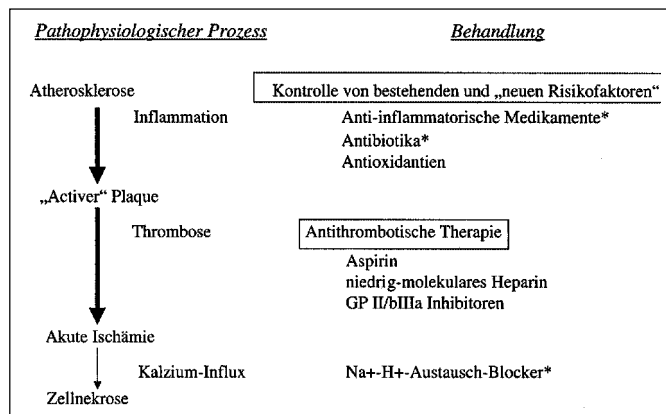 Pathophysiologischer Prozess Behandlung
Atherosklerose Kontrolle von bestehenden und „neuen Risikofaktoren“
Inflammation Anti-inflammatorische Medikamente*
Antibiotika*
Antioxidantien
„Activer“ Plaque
Thrombose Antithrombotische Therapie
Aspirin
niedrig-molekulares Heparin
GP II/bIIIa Inhibitoren
Akute Ischämie
Kalzium-Influx Na+-H+-Austausch-Blocker*
Zellnekrose